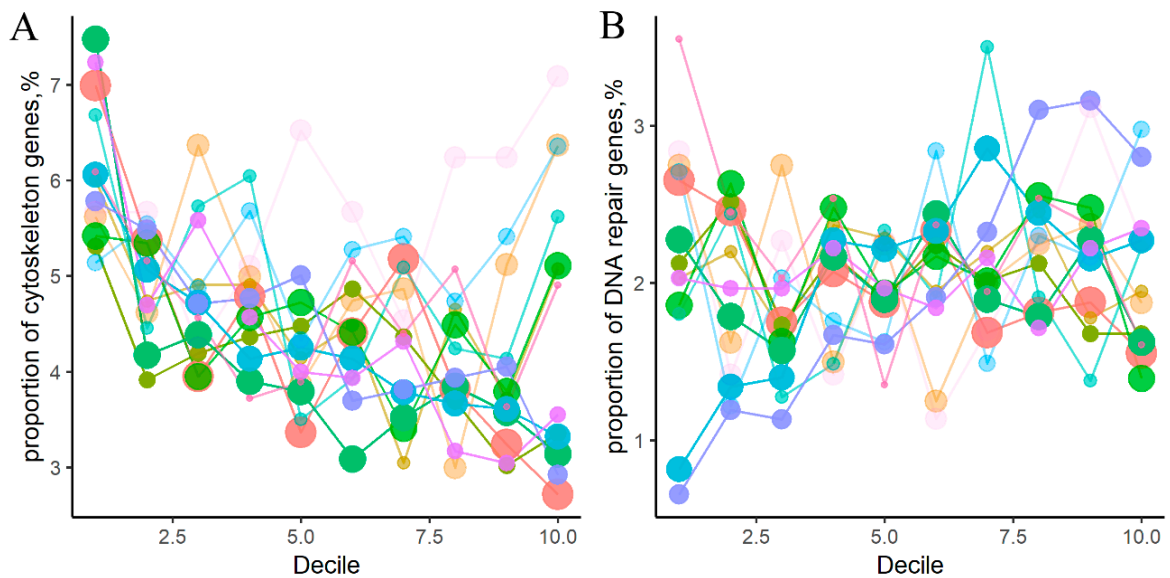 A
proportion of cytoskeleton genes,%
7
6
5
4
3
2.5
5.0
7.5
10.0
Decile
B
proportion of DNA repair genes,%
3
2
1
2.5
5.0
7.5
10.0
Decile